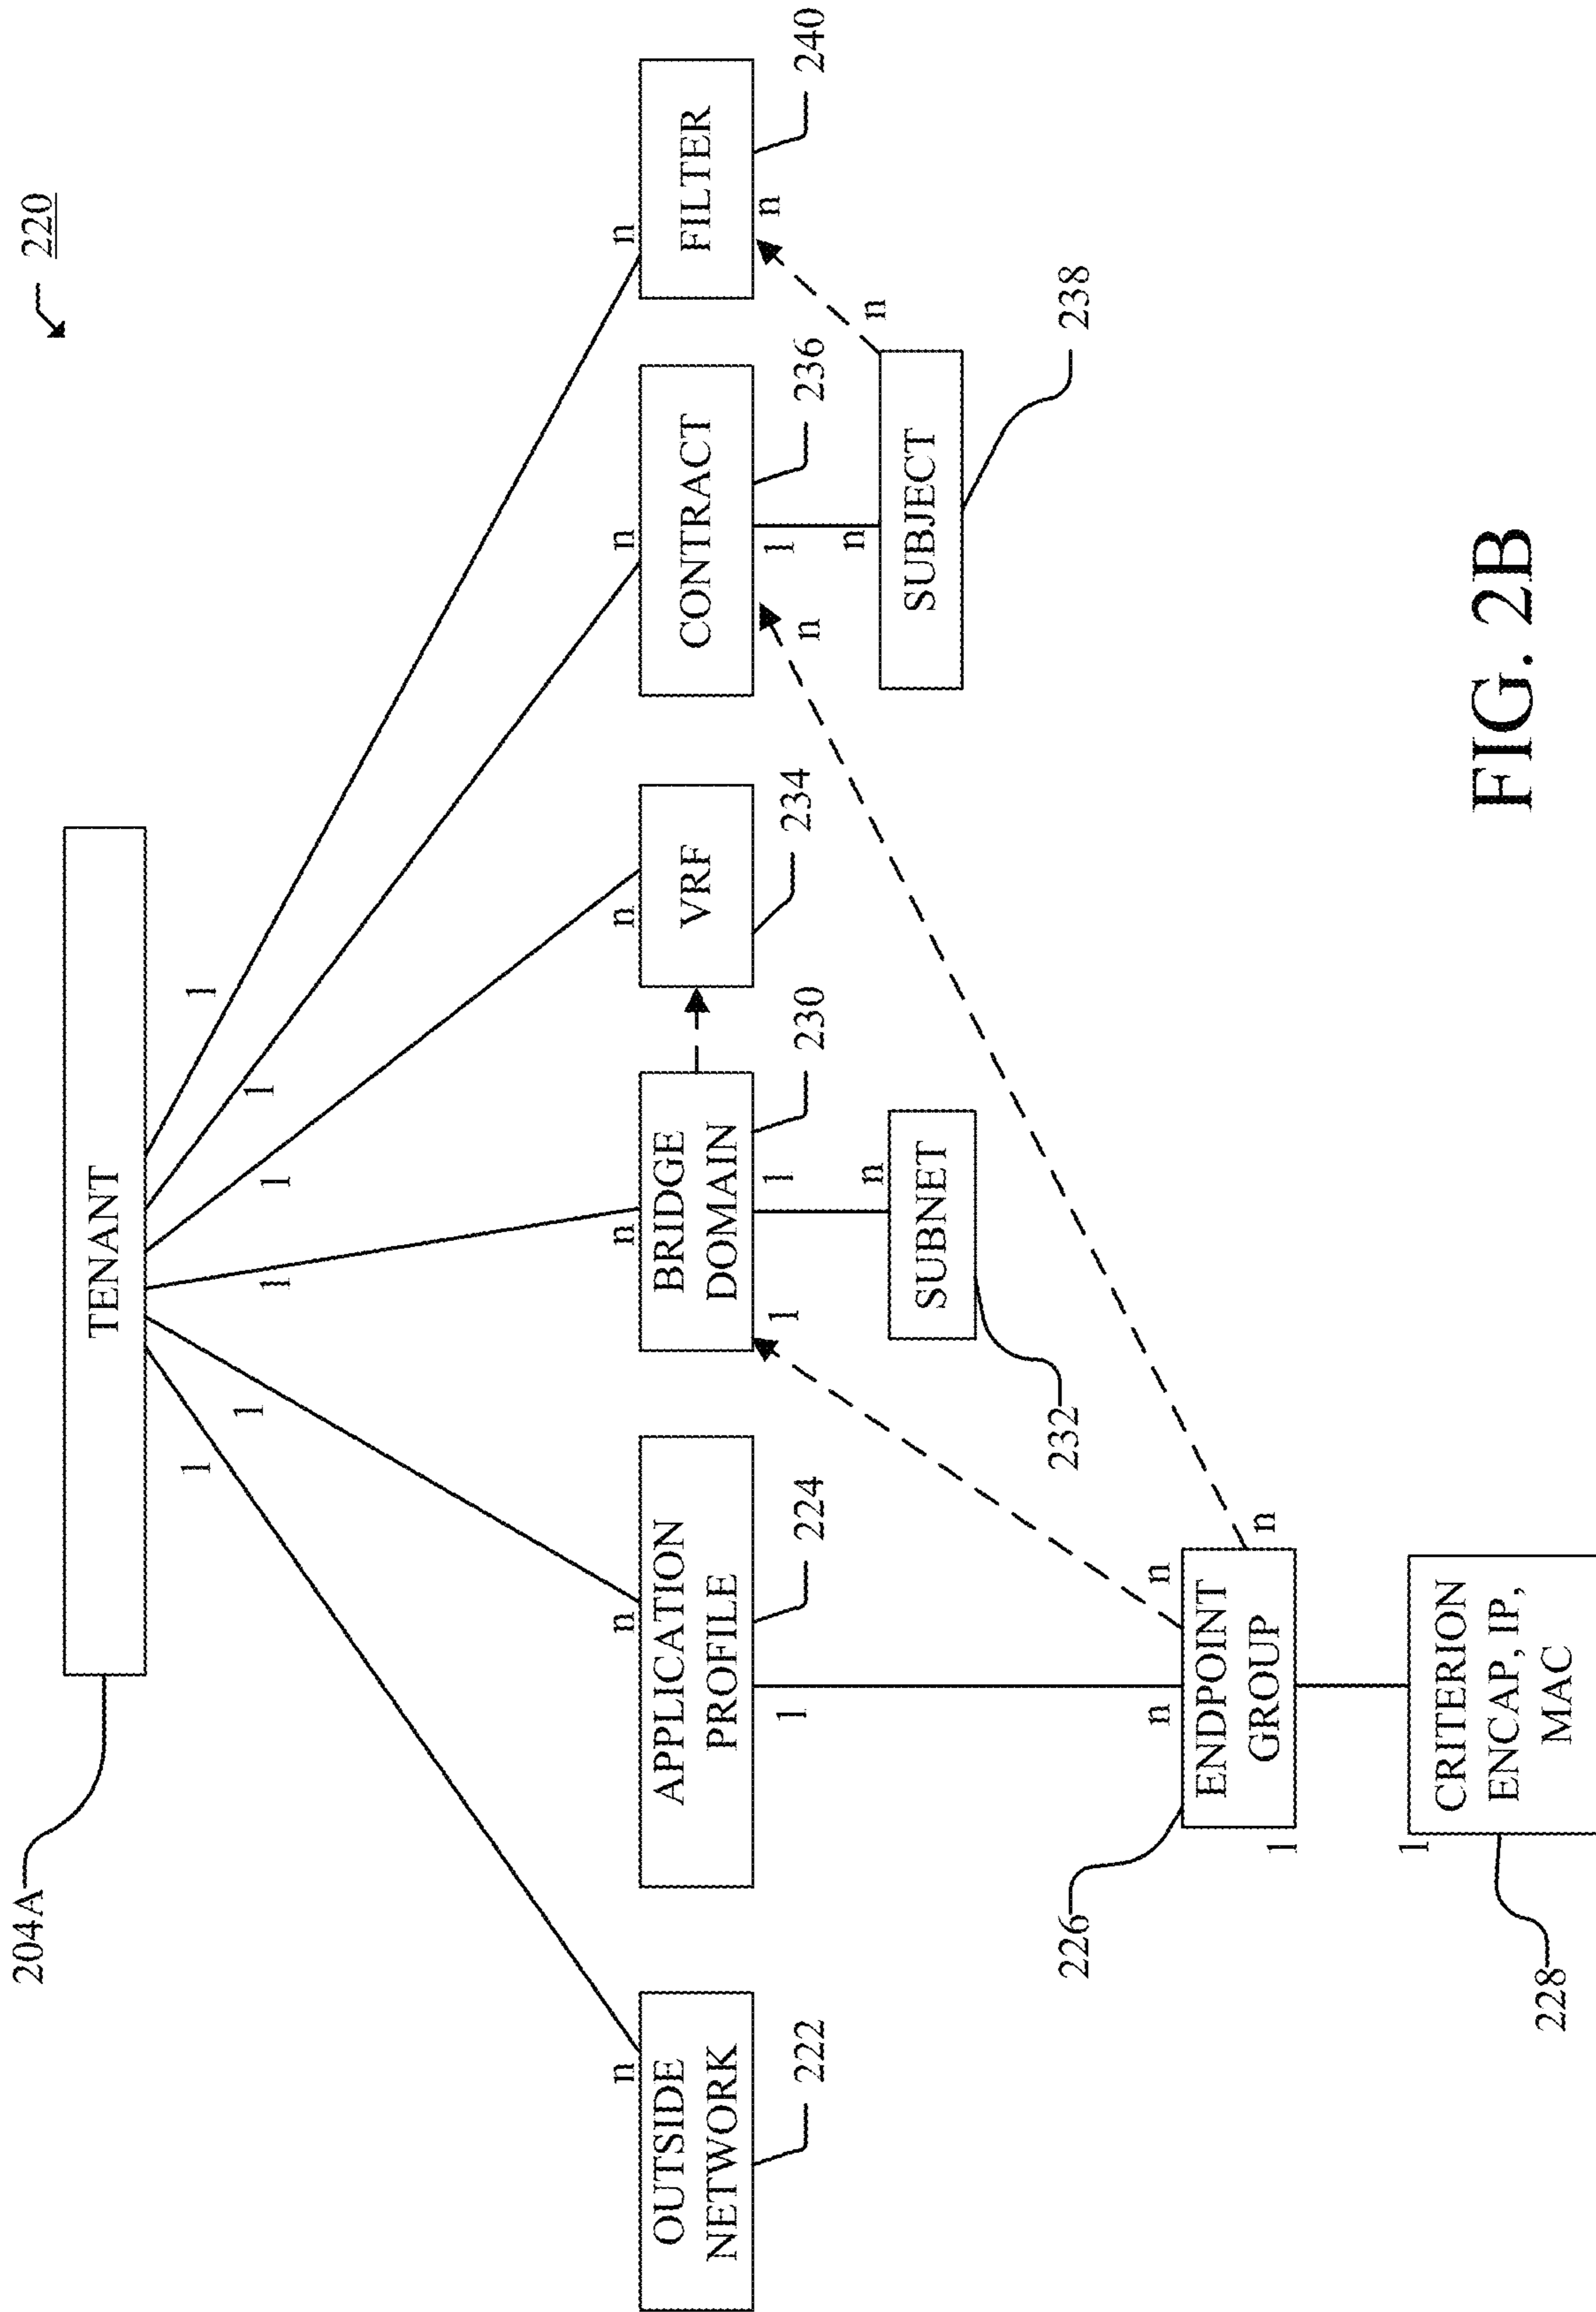 220
204A
TENANT
1
1
1
1
1
1
n
n
n
n
n
n
OUTSIDE
NETWORK
APPLICATION
PROFILE
BRIDGE
DOMAIN
VRF
CONTRACT
FILTER
222
224
1
1
1
230
234
n
1
236
n
240
n
n
SUBNET
n
SUBJECT
232
238
226
n
n
n
ENDPOINT
GROUP
1
1
228
CRITERION
ENCAP, IP,
MAC
FIG. 2B